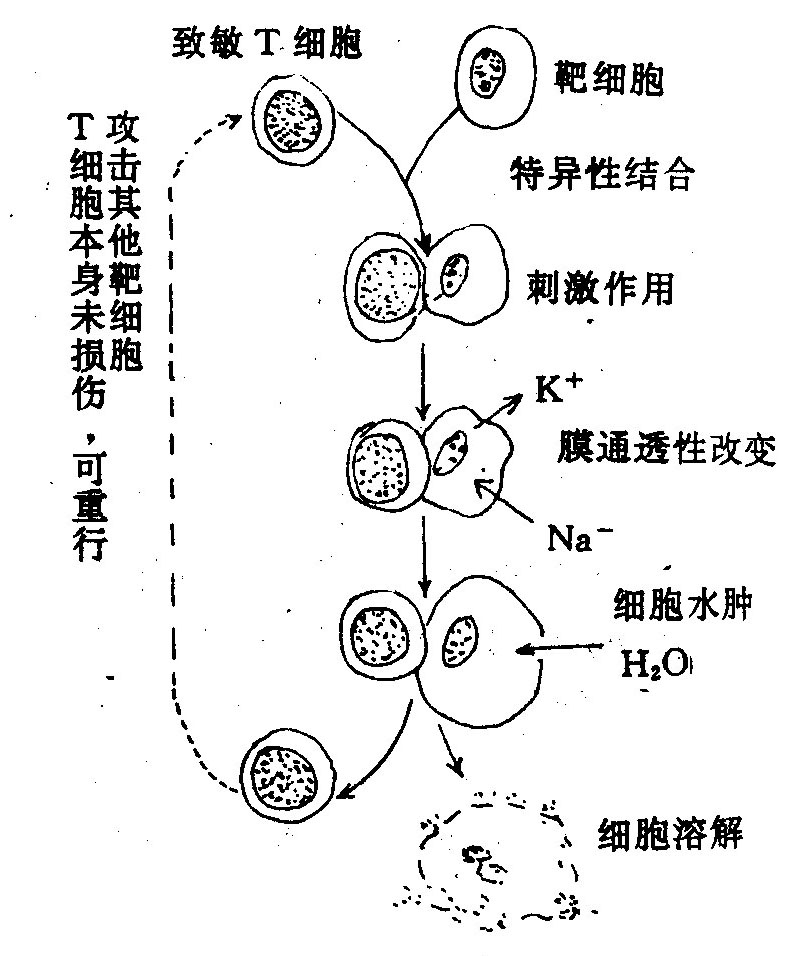 致敏T细胞
靶细胞
特异性结合
刺激作用
K⁺
膜通透性改变
Na⁻
细胞水肿
H₂O
细胞溶解
攻击其他靶细胞
T细胞本身未损伤，可重行